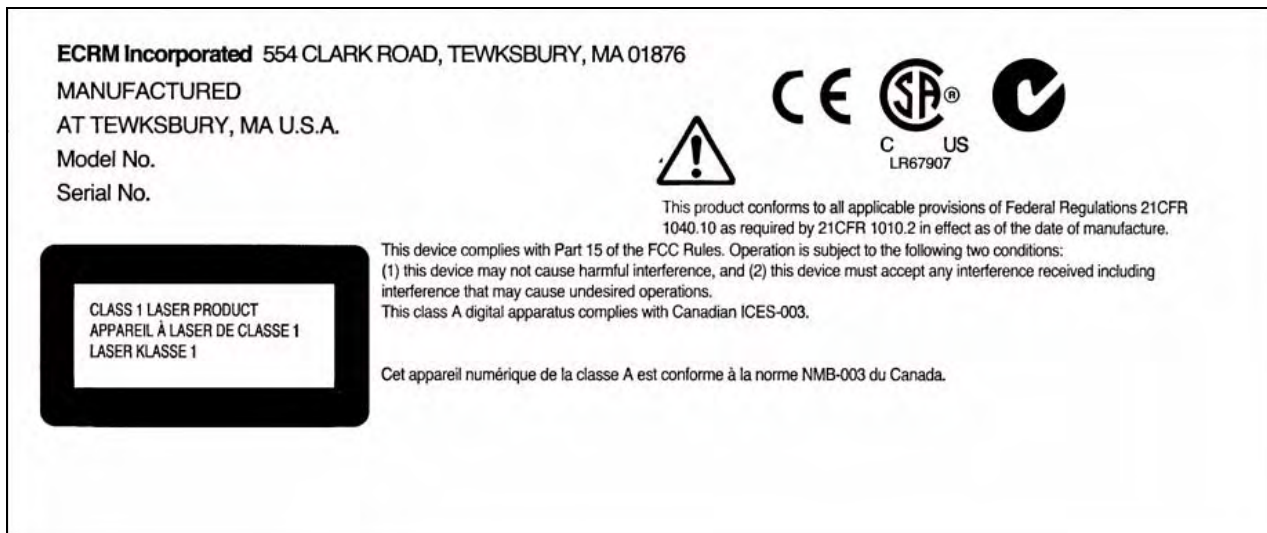 ECRM Incorporated 554 CLARK ROAD, TEWKSBURY, MA 01876
MANUFACTURED
AT TEWKSBURY, MA U.S.A.
Model No.
Serial No.
CE SA ®
C US
LR67907
This product conforms to all applicable provisions of Federal Regulations 21CFR
1040.10 as required by 21CFR 1010.2 in effect as of the date of manufacture.
This device complies with Part 15 of the FCC Rules. Operation is subject to the following two conditions:
(1) this device may not cause harmful interference, and (2) this device must accept any interference received including
interference that may cause undesired operations.
This class A digital apparatus complies with Canadian ICES-003.
CLASS 1 LASER PRODUCT
APPAREIL À LASER DE CLASSE 1
LASER KLASSE 1
Cet appareil numérique de la classe A est conforme à la norme NMB-003 du Canada.